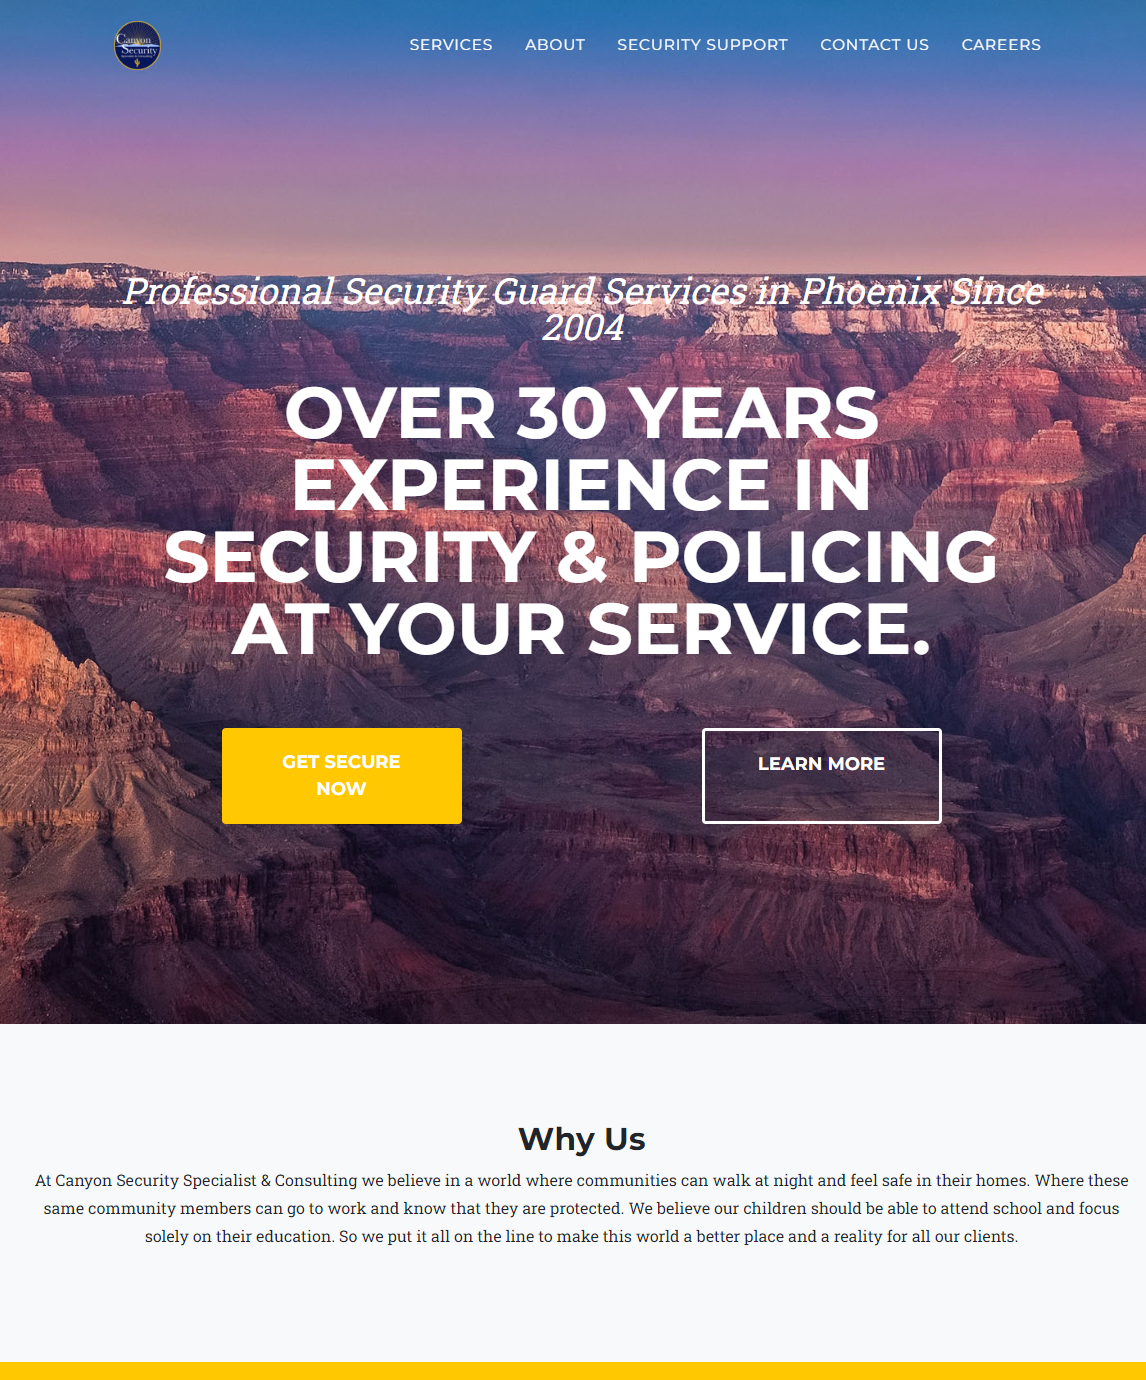 Canyon
Security
SERVICES ABOUT SECURITY SUPPORT CONTACT US CAREERS
Professional Security Guard Services in Phoenix Since
2004
OVER 30 YEARS
EXPERIENCE IN
SECURITY & POLICING
AT YOUR SERVICE.
GET SECURE
NOW
LEARN MORE
Why Us
At Canyon Security Specialist & Consulting we believe in a world where communities can walk at night and feel safe in their homes. Where these
same community members can go to work and know that they are protected. We believe our children should be able to attend school and focus
solely on their education. So we put it all on the line to make this world a better place and a reality for all our clients.